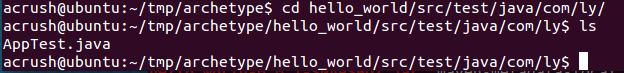 acrush@ubuntu:~/tmp/archetype$ cd hello_world/src/test/java/com/ly/
acrush@ubuntu:~/tmp/archetype/hello_world/src/test/java/com/ly$ ls
AppTest.java
acrush@ubuntu:~/tmp/archetype/hello_world/src/test/java/com/ly$